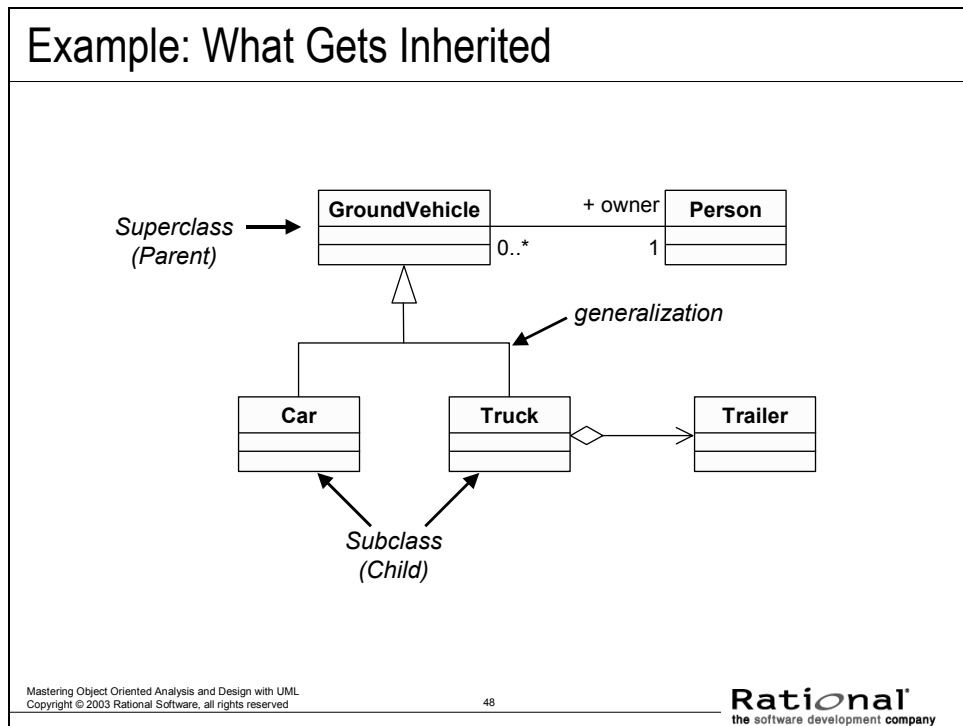 Example: What Gets Inherited
Superclass
(Parent)
GroundVehicle
+ owner
Person
0..*
1
generalization
Car
Truck
Trailer
Subclass
(Child)
Mastering Object Oriented Analysis and Design with UML
Copyright © 2003 Rational Software, all rights reserved
48
Rational®
the software development company